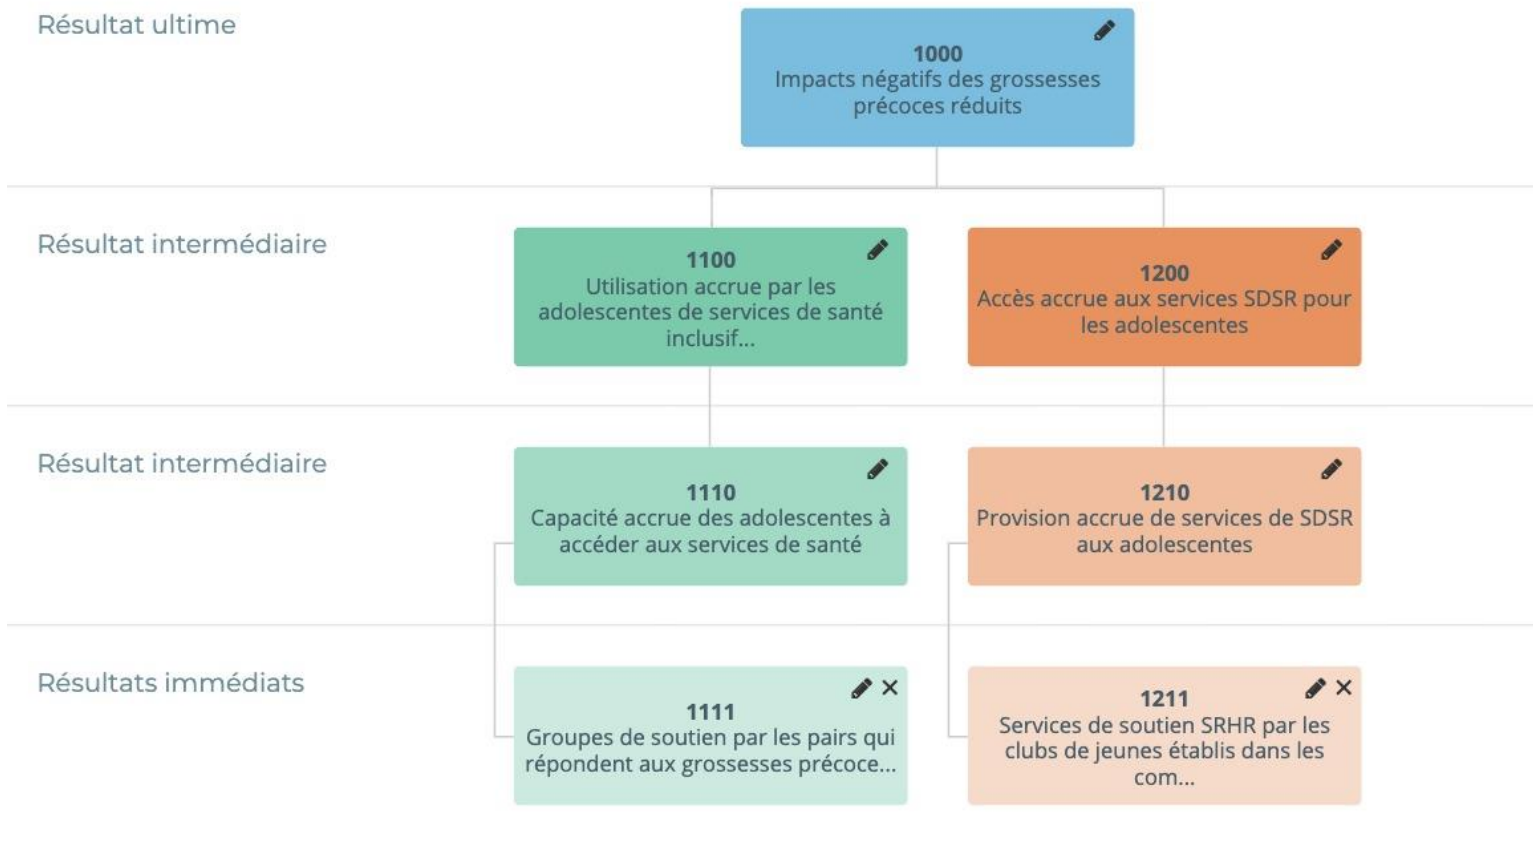 Résultat ultime
1000
Impacts négatifs des grossesses
précoces réduits
Résultat intermédiaire
1100
Utilisation accrue par les
adolescentes de services de santé
inclusif...
1200
Accès accrue aux services SDSR pour
les adolescentes
Résultat intermédiaire
1110
Capacité accrue des adolescentes à
accéder aux services de santé
1210
Provision accrue de services de SDSR
aux adolescentes
Résultats immédiats
1111
Groupes de soutien par les pairs qui
répondent aux grossesses précoce...
1211
Services de soutien SRHR par les
clubs de jeunes établis dans les
com...